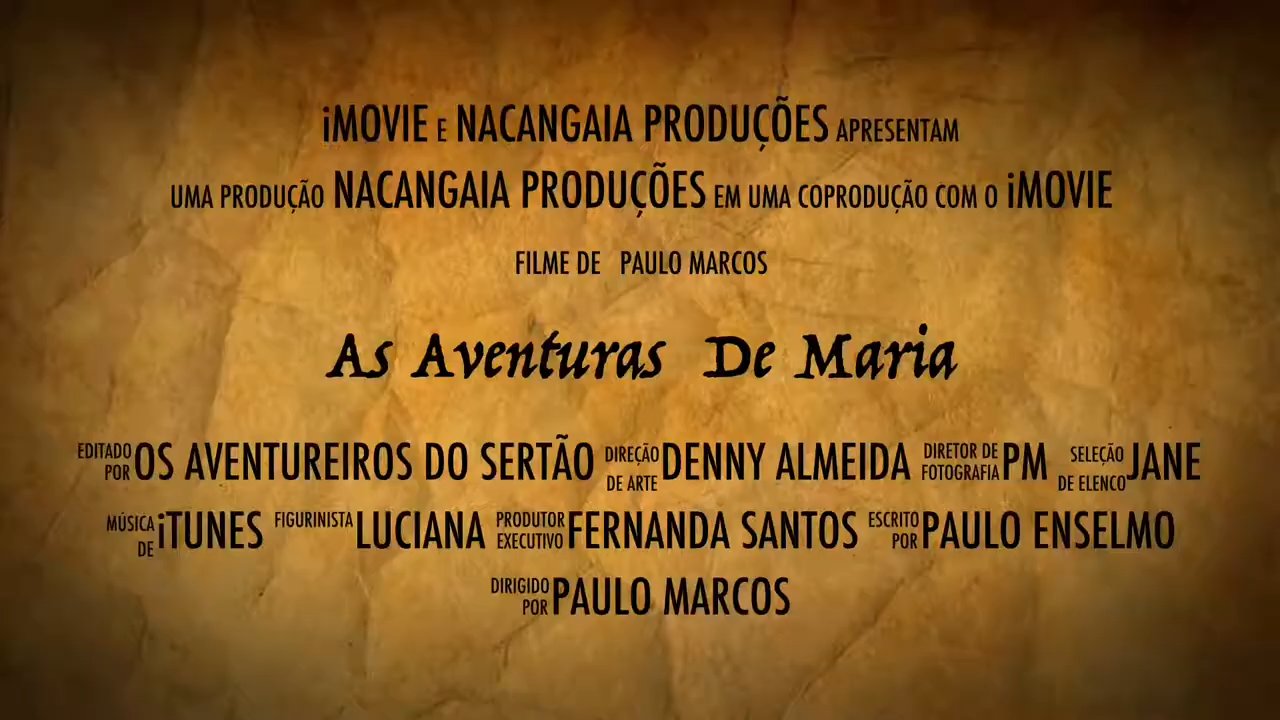 iMOVIE E NACANGAIA PRODUÇÕES APRESENTAM
UMA PRODUÇÃO NACANGAIA PRODUÇÕES EM UMA COPRODUÇÃO COM O iMOVIE
FILME DE PAULO MARCOS
As Aventuras De Maria
EDITADO POR OS AVENTUREIROS DO SERTÃO DIREÇÃO DE ARTE DENNY ALMEIDA DIRETOR DE FOTOGRAFIA PM SELEÇÃO DE ELENCO JANE
MÚSICA DE iTUNES FIGURINISTA LUCIANA PRODUTOR EXECUTIVO FERNANDA SANTOS ESCRITO POR PAULO ENSELMO
DIRIGIDO POR PAULO MARCOS